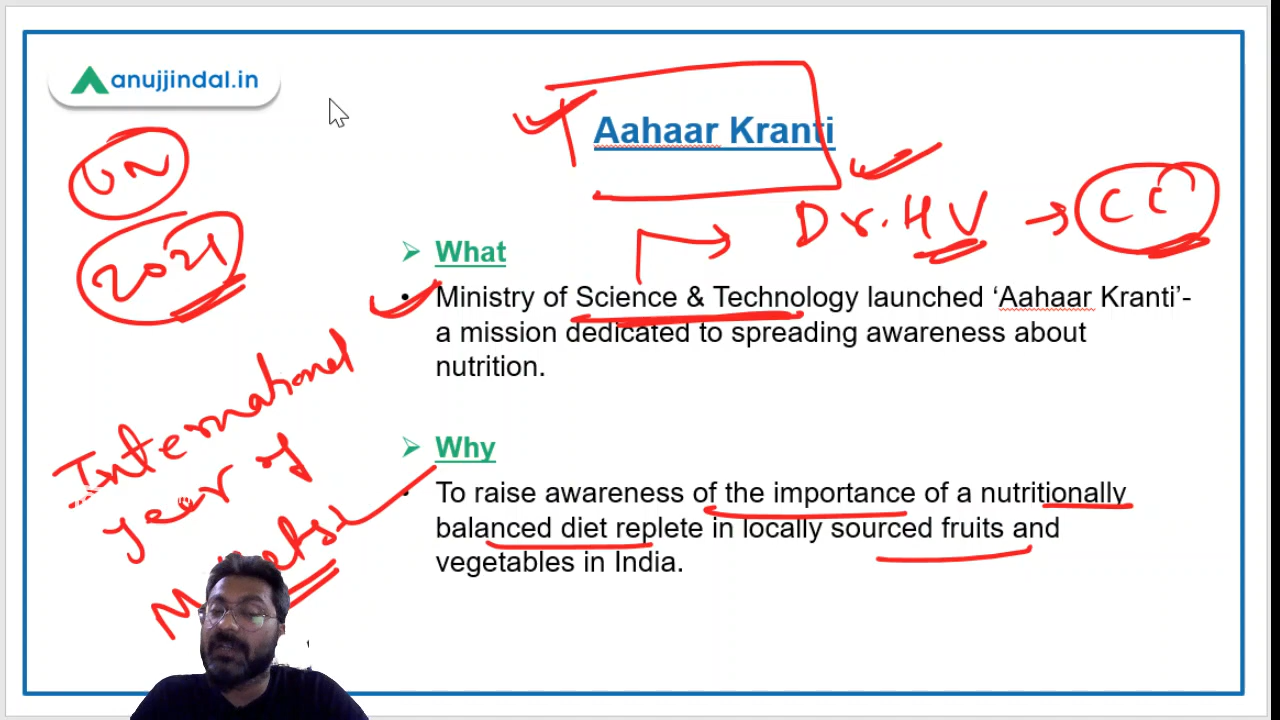 anujjindal.in
Aahaar Kranti
UN
2021
Dr. HV → CC
What
• Ministry of Science & Technology launched ‘Aahaar Kranti’-
a mission dedicated to spreading awareness about
nutrition.
International
year of
Why
• To raise awareness of the importance of a nutritionally
balanced diet replete in locally sourced fruits and
vegetables in India.